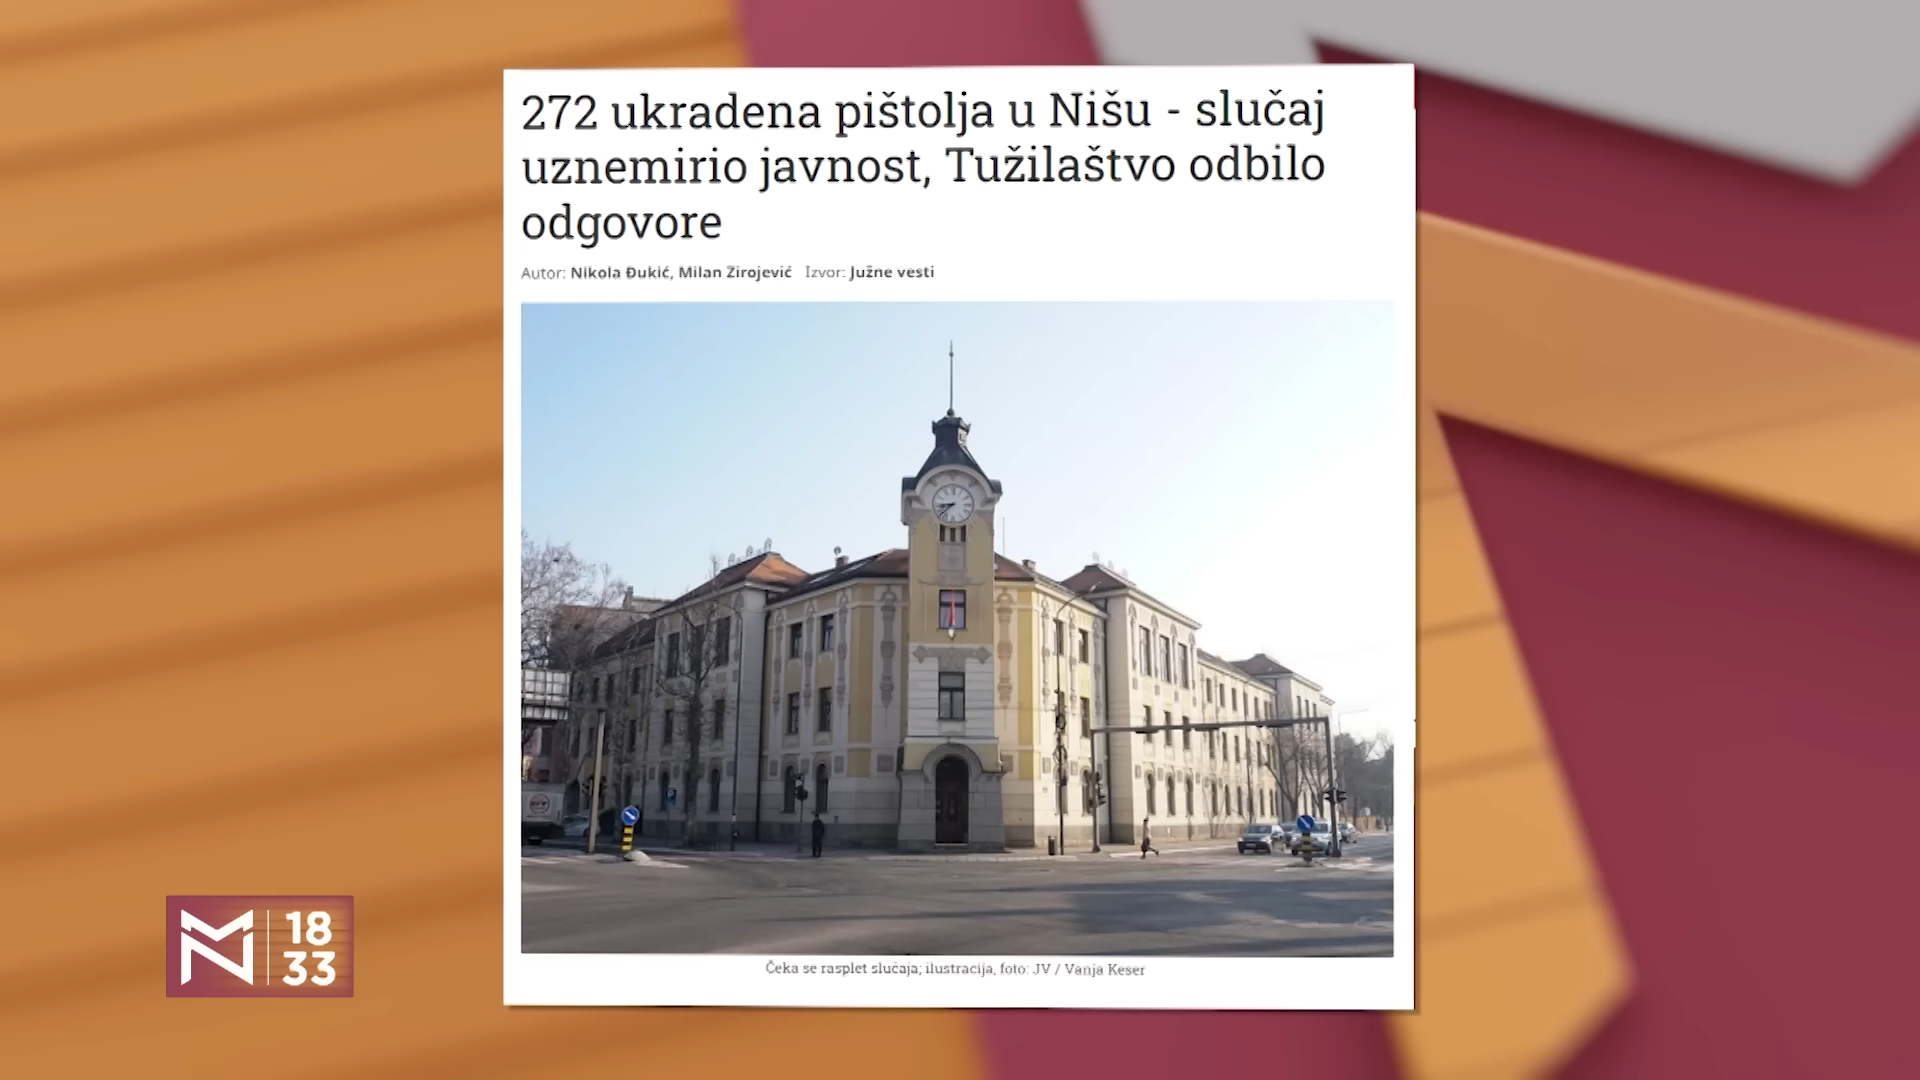 272 ukradena pištolja u Nišu - slučaj
uznemirio javnost, Tužilaštvo odbilo
odgovore
Autor: Nikola Đukić, Milan Zirojević Izvor: Južne vesti
Čeka se rasplet slučaja; ilustracija, foto: JV / Vanja Keser
18
33